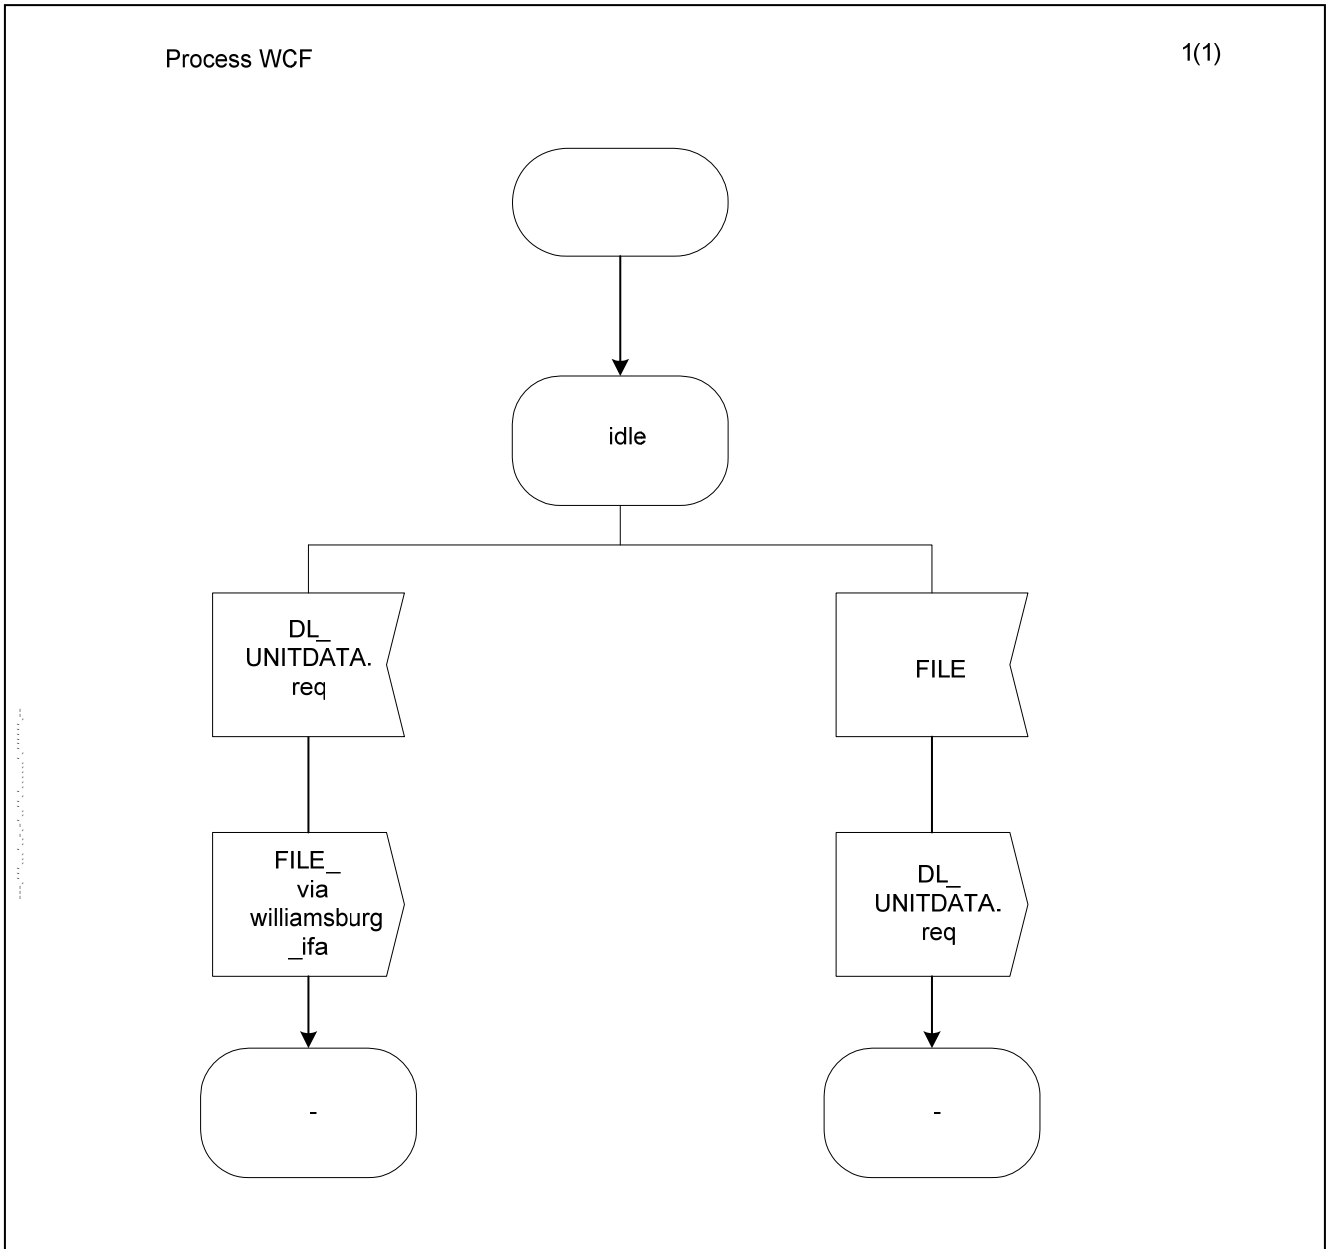 Process WCF
1(1)
idle
DL_
UNITDATA.
req
FILE
FILE_
via
williamsburg
_ifa
DL_
UNITDATA.
req
-
-